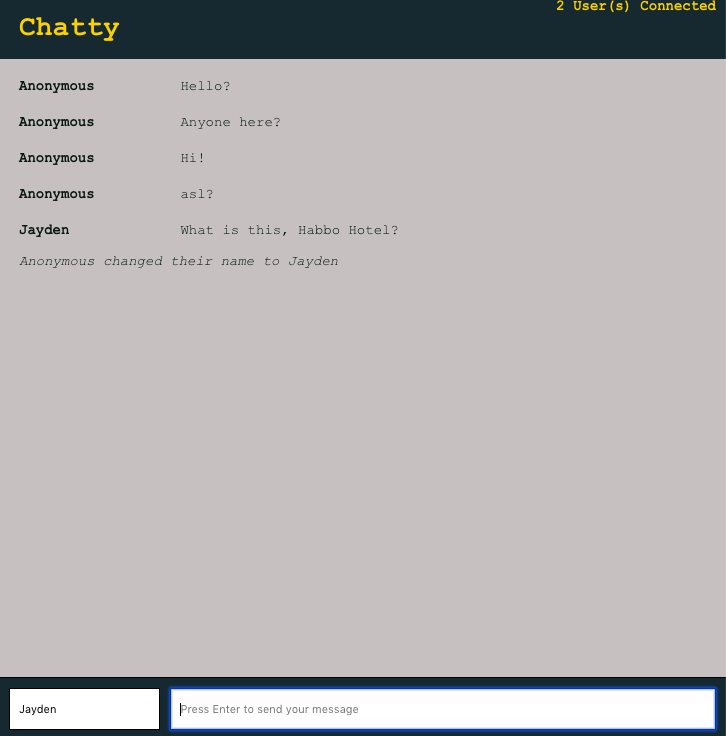 2 User(s) Connected
Chatty
Anonymous Hello?
Anonymous Anyone here?
Anonymous Hi!
Anonymous asl?
Jayden What is this, Habbo Hotel?
Anonymous changed their name to Jayden
Jayden Press Enter to send your message